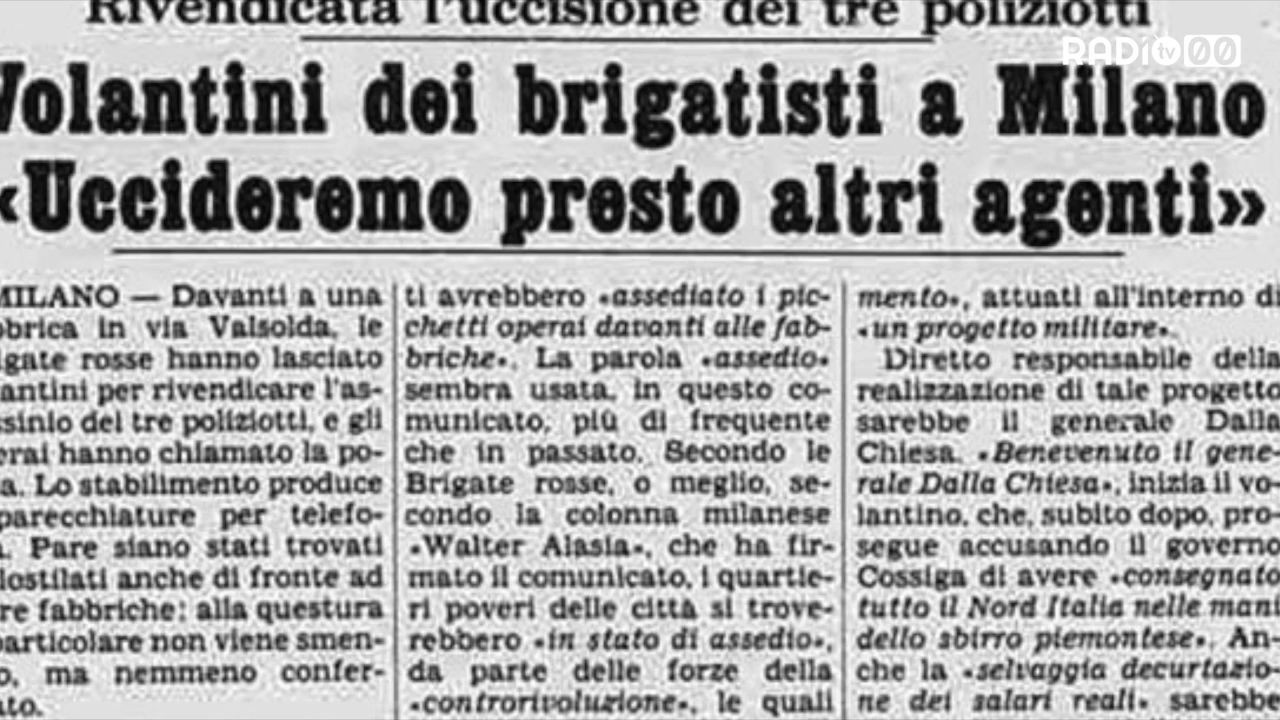 Rivendicata l'uccisione dei tre poliziotti
RADIO tv 00
Volantini dei brigatisti a Milano
«Uccideremo presto altri agenti»
MILANO — Davanti a una
bbrica in via Valsolda, le
igate rosse hanno lasciato
antini per rivendicare l'as-
sinio dei tre poliziotti, e gli
erai hanno chiamato la po-
a. Lo stabilimento produce
parecchiature per telefo-
. Pare siano stati trovati
lostilati anche di fronte ad
re fabbriche; alla questura
particolare non viene smen-
o, ma nemmeno confer-
ato.
ti avrebbero «assediato i pic-
chetti operai davanti alle fab-
briche». La parola «assedio»
sembra usata, in questo co-
municato, più di frequente
che in passato. Secondo le
Brigate rosse, o meglio, se-
condo la colonna milanese
«Walter Alasia», che ha fir-
mato il comunicato, i quartie-
ri poveri delle città si trove-
rebbero «in stato di assedio»,
da parte delle forze della
«controrivoluzione», le quali
mento», attuati all'interno di
«un progetto militare».
Diretto responsabile della
realizzazione di tale progetto
sarebbe il generale Dalla
Chiesa. «Benevenuto il gene-
rale Dalla Chiesa», inizia il vo-
lantino, che, subito dopo, pro-
segue accusando il governo
Cossiga di avere «consegnato
tutto il Nord Italia nelle mani
dello sbirro piemontese». An-
che la «selvaggia decurtazio-
ne dei salari reali» sarebbe